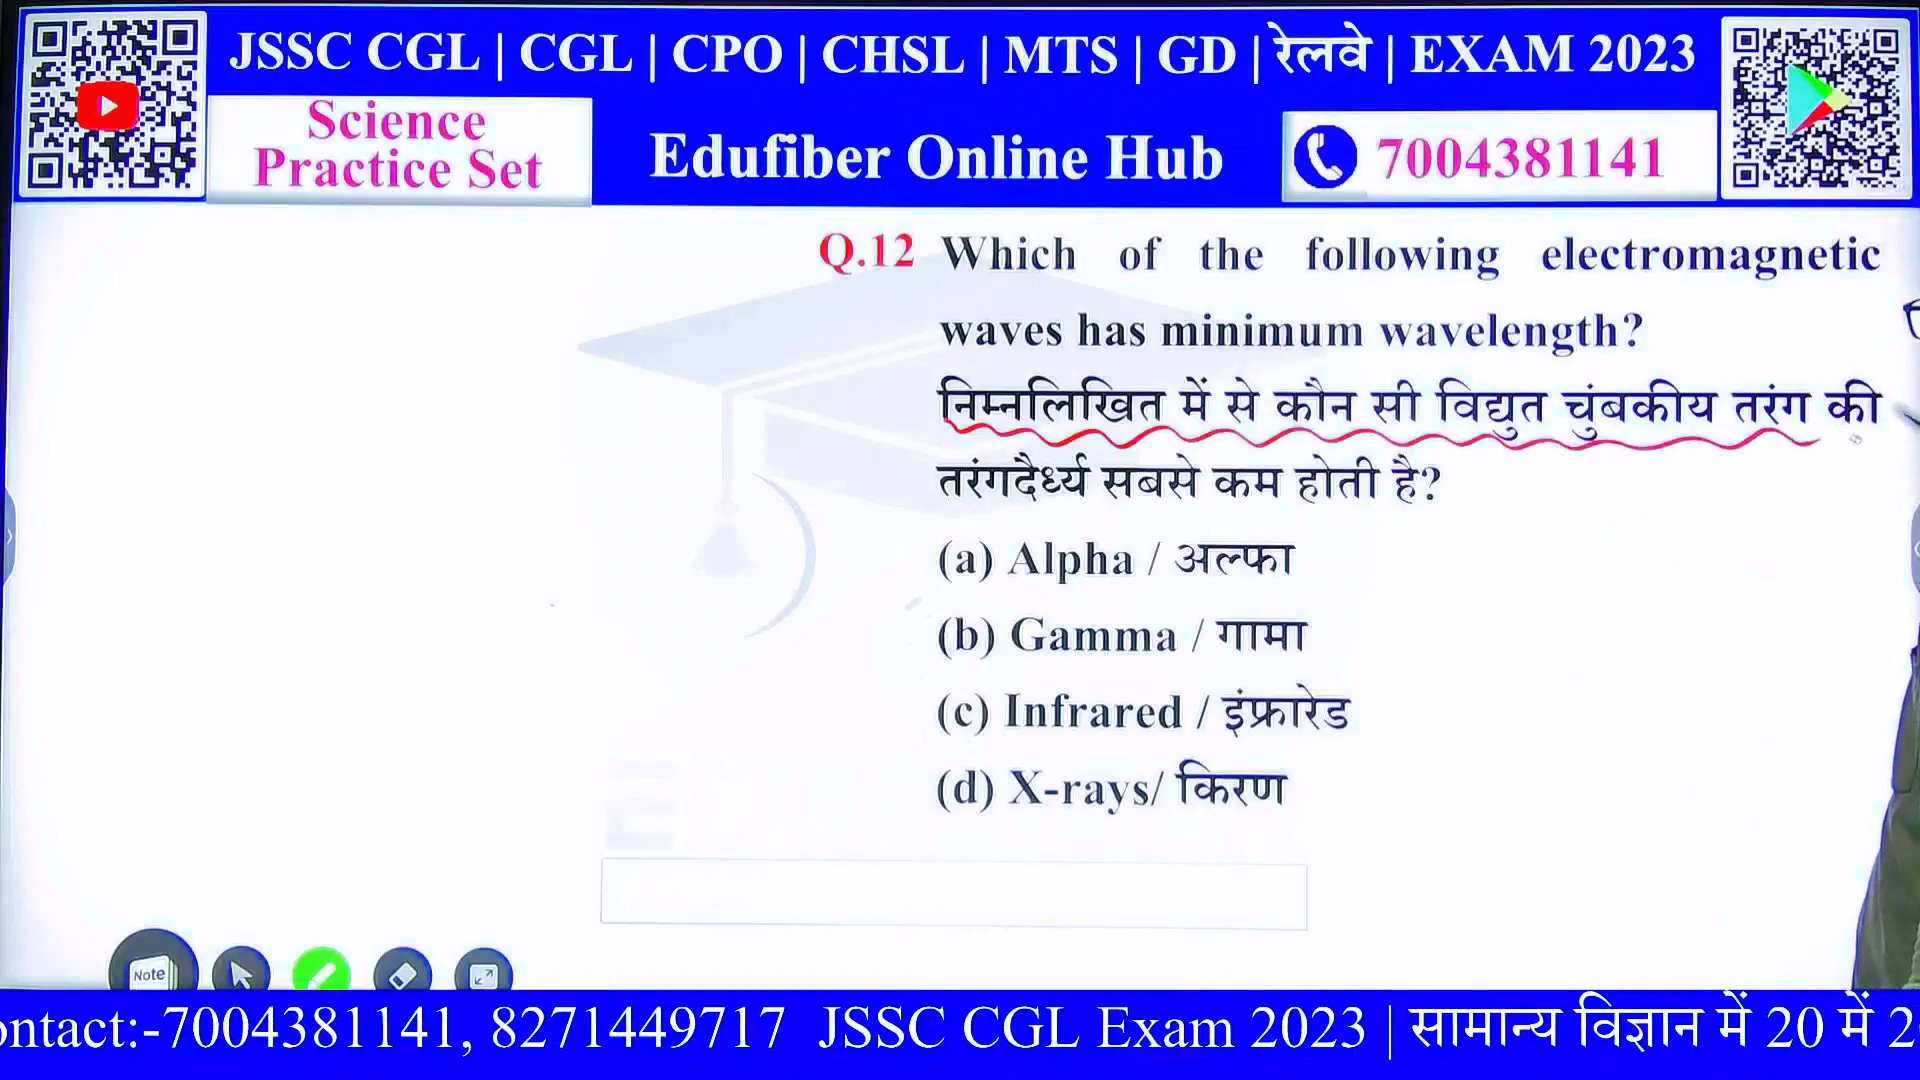 JSSC CGL | CGL | CPO | CHSL | MTS | GD | रेलवे | EXAM 2023
Science
Practice Set
Edufiber Online Hub
7004381141
Q.12 Which of the following electromagnetic
waves has minimum wavelength?
निम्नलिखित में से कौन सी विद्युत चुंबकीय तरंग की
तरंगदैर्ध्य सबसे कम होती है?
(a) Alpha / अल्फा
(b) Gamma / गामा
(c) Infrared / इंफ्रारेड
(d) X-rays/ किरण
Note
ontact:-7004381141, 8271449717 JSSC CGL Exam 2023 | सामान्य विज्ञान में 20 में 2